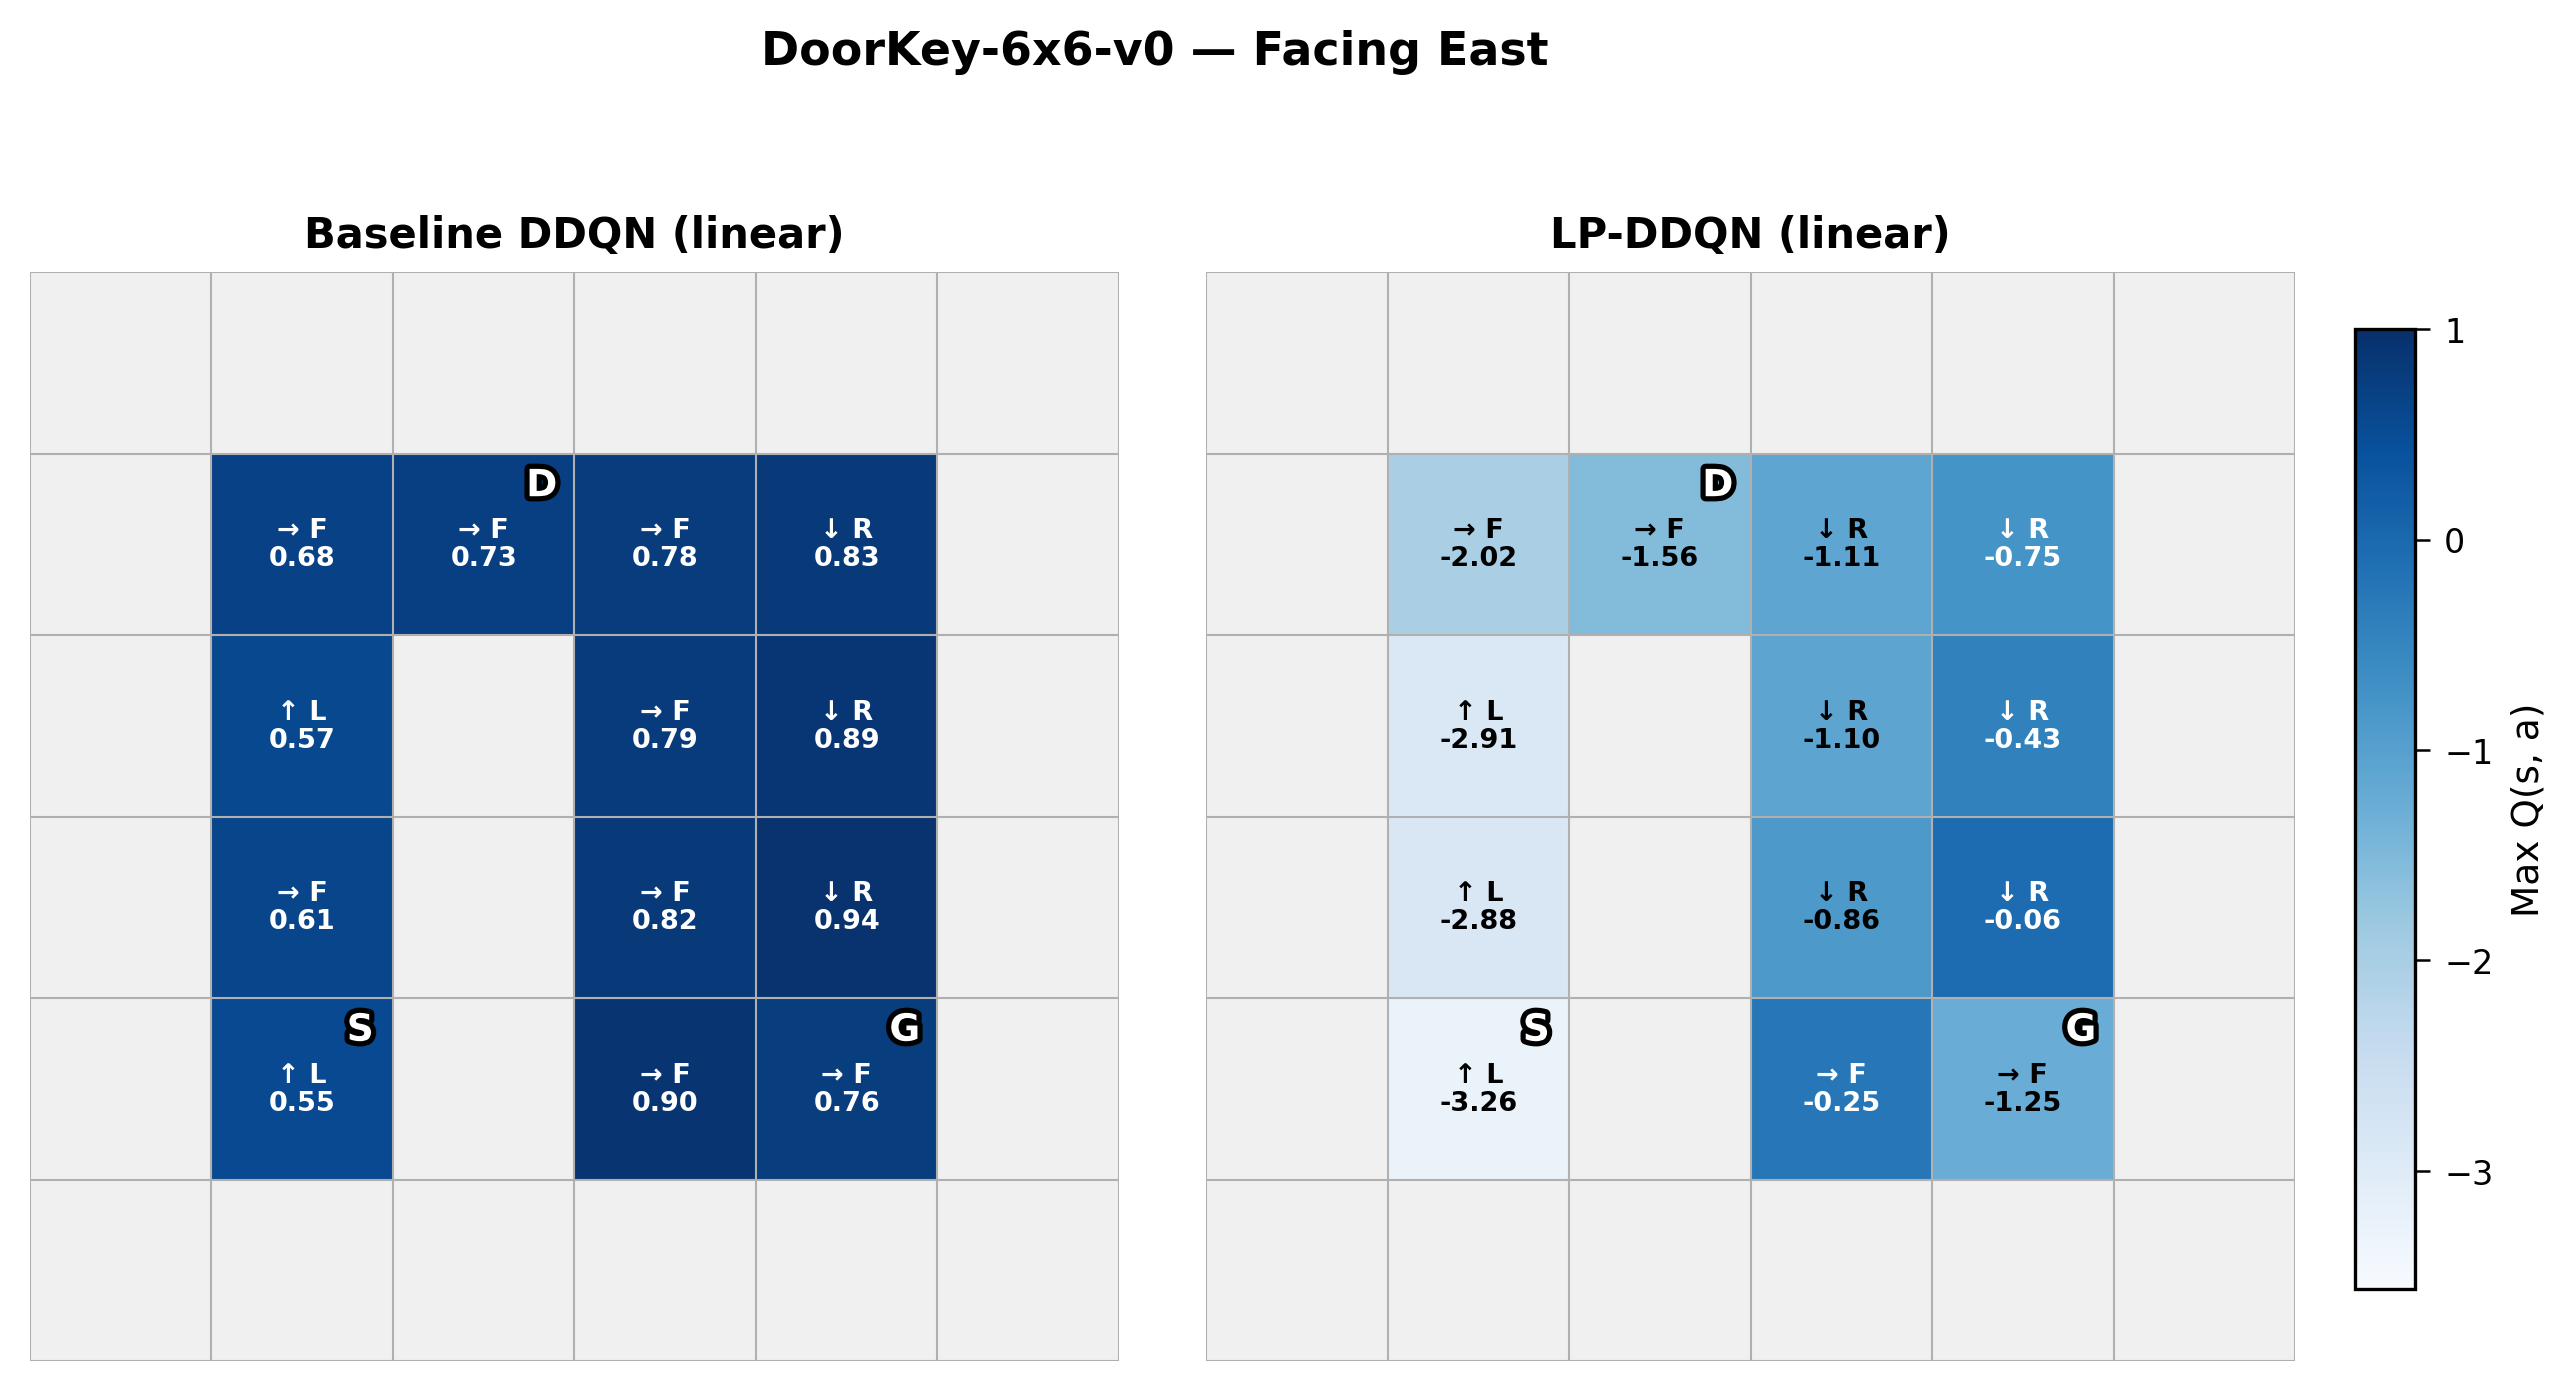 DoorKey-6x6-v0 — Facing East
Baseline DDQN (linear)
D
→ F
0.68
→ F
0.73
→ F
0.78
↓ R
0.83
↑ L
0.57
→ F
0.79
↓ R
0.89
→ F
0.61
→ F
0.82
↓ R
0.94
S
G
↑ L
0.55
→ F
0.90
→ F
0.76
LP-DDQN (linear)
D
→ F
-2.02
→ F
-1.56
↓ R
-1.11
↓ R
-0.75
↑ L
-2.91
↓ R
-1.10
↓ R
-0.43
↑ L
-2.88
↓ R
-0.86
↓ R
-0.06
S
G
↑ L
-3.26
→ F
-0.25
→ F
-1.25
1
0
−1
−2
−3
Max Q(s, a)